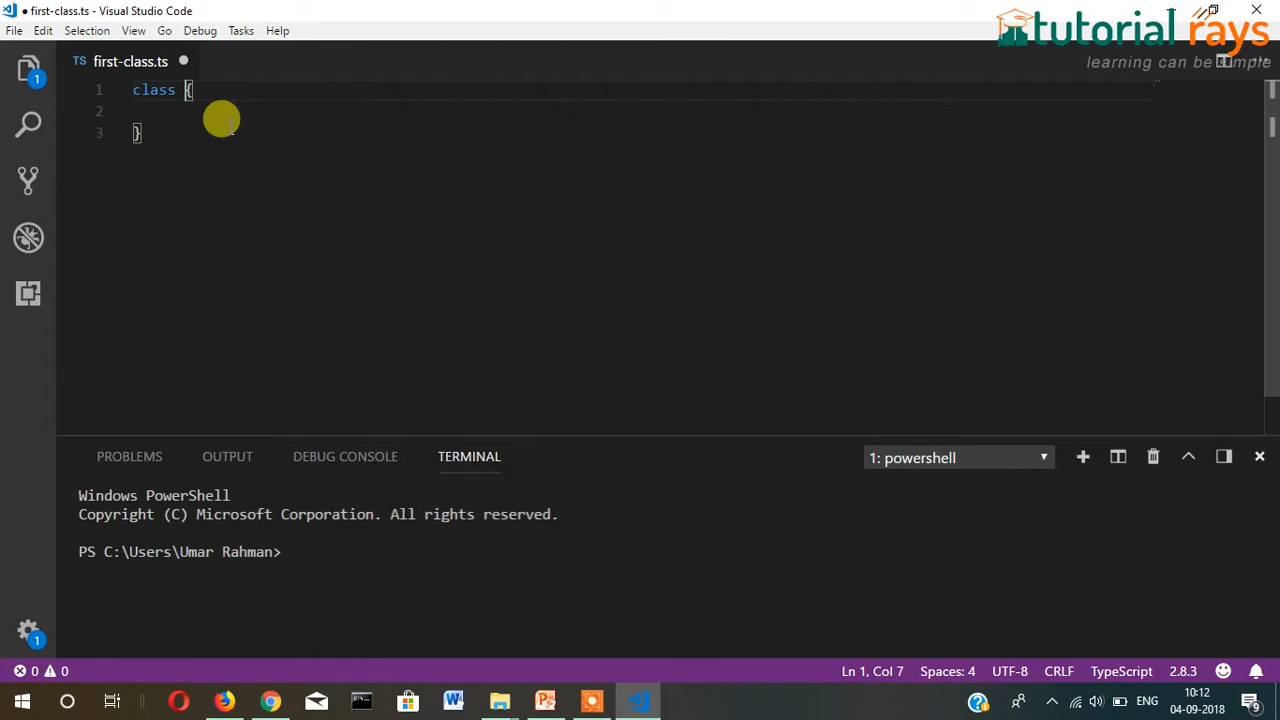 ● first-class.ts - Visual Studio Code
File Edit Selection View Go Debug Tasks Help
tutorial rays
learning can be simple
TS first-class.ts ●
1 class {
2
3 }
PROBLEMS OUTPUT DEBUG CONSOLE TERMINAL
1: powershell
Windows PowerShell
Copyright (C) Microsoft Corporation. All rights reserved.
PS C:\Users\Umar Rahman>
1
1
0 0 Ln 1, Col 7 Spaces: 4 UTF-8 CRLF TypeScript 2.8.3
ENG
10:12
04-09-2018
9